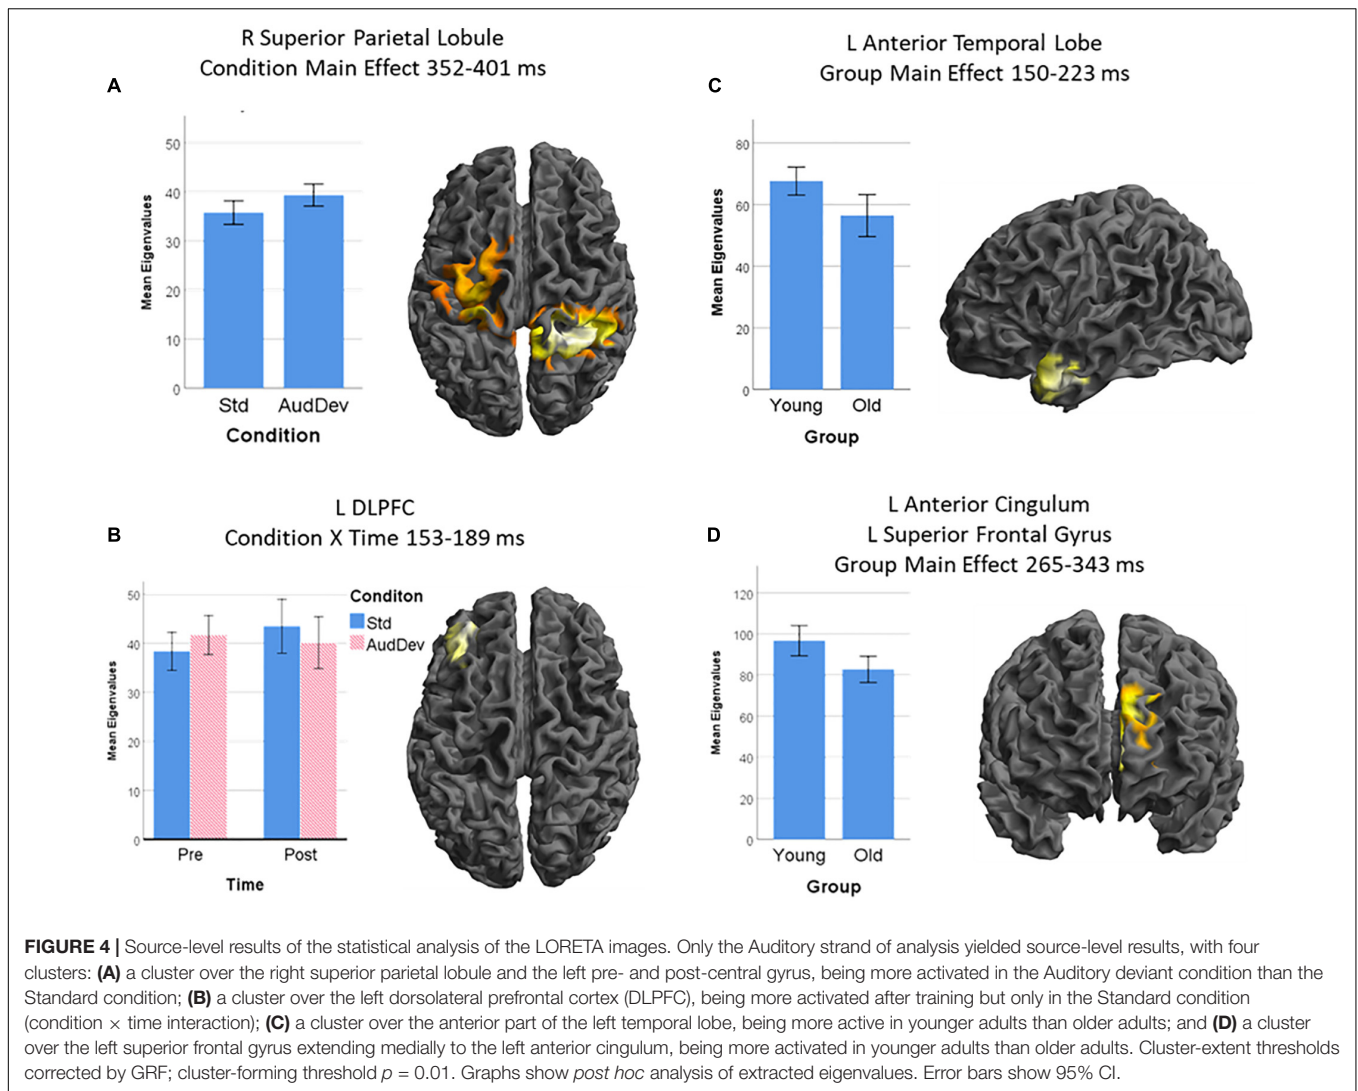 R Superior Parietal Lobule
Condition Main Effect 352-401 ms
A
Mean Eigenvalues
50
40
30
20
10
0
Std AudDev
Condition
L Anterior Temporal Lobe
Group Main Effect 150-223 ms
C
Mean Eigenvalues
80
60
40
20
0
Young Old
Group
L DLPFC
Condition X Time 153-189 ms
B
Mean Eigenvalues
50
40
30
20
10
0
Pre Post
Time
Conditon
Std
AudDev
L Anterior Cingulum
L Superior Frontal Gyrus
Group Main Effect 265-343 ms
D
Mean Eigenvalues
120
100
80
60
40
20
0
Young Old
Group
FIGURE 4 | Source-level results of the statistical analysis of the LORETA images. Only the Auditory strand of analysis yielded source-level results, with four
clusters: (A) a cluster over the right superior parietal lobule and the left pre- and post-central gyrus, being more activated in the Auditory deviant condition than the
Standard condition; (B) a cluster over the left dorsolateral prefrontal cortex (DLPFC), being more activated after training but only in the Standard condition
(condition × time interaction); (C) a cluster over the anterior part of the left temporal lobe, being more active in younger adults than older adults; and (D) a cluster
over the left superior frontal gyrus extending medially to the left anterior cingulum, being more activated in younger adults than older adults. Cluster-extent thresholds
corrected by GRF; cluster-forming threshold p = 0.01. Graphs show post hoc analysis of extracted eigenvalues. Error bars show 95% CI.